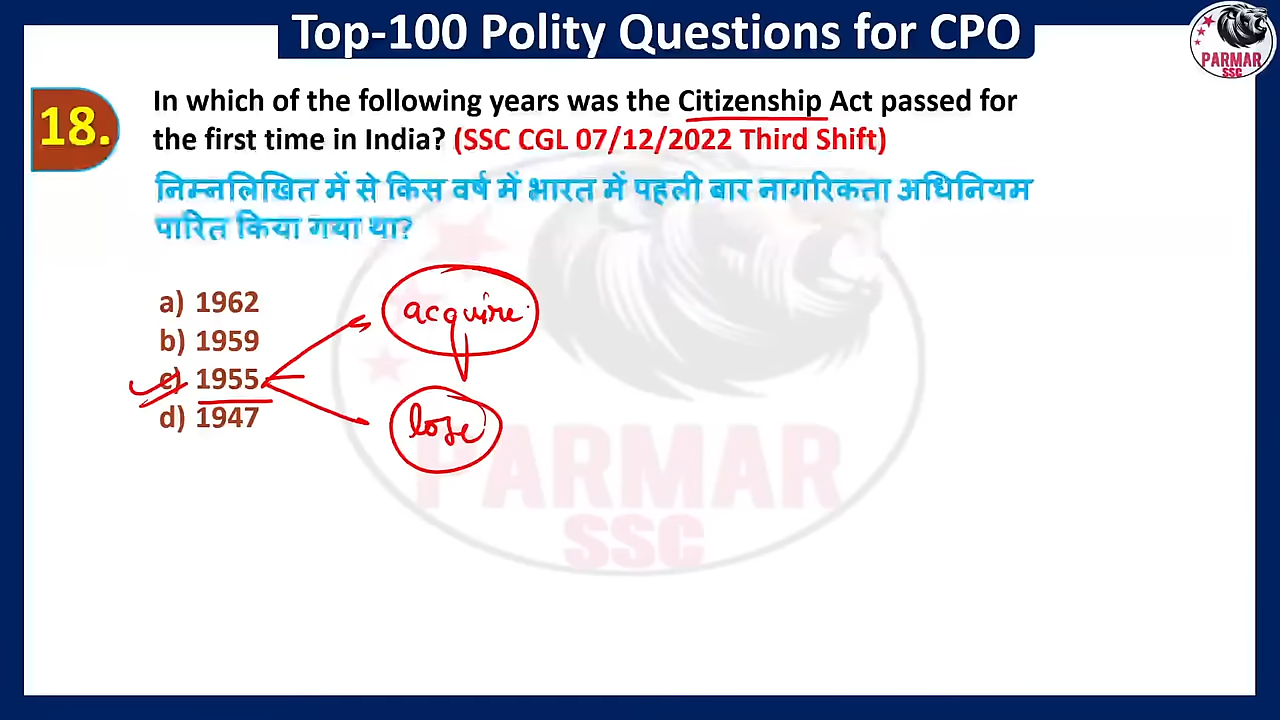 Top-100 Polity Questions for CPO
PARMAR
SSC
18.
In which of the following years was the Citizenship Act passed for
the first time in India? (SSC CGL 07/12/2022 Third Shift)
निम्नलिखित में से किस वर्ष में भारत में पहली बार नागरिकता अधिनियम
पारित किया गया था?
a) 1962
b) 1959
c) 1955
d) 1947
acquire
lose
PARMAR
SSC